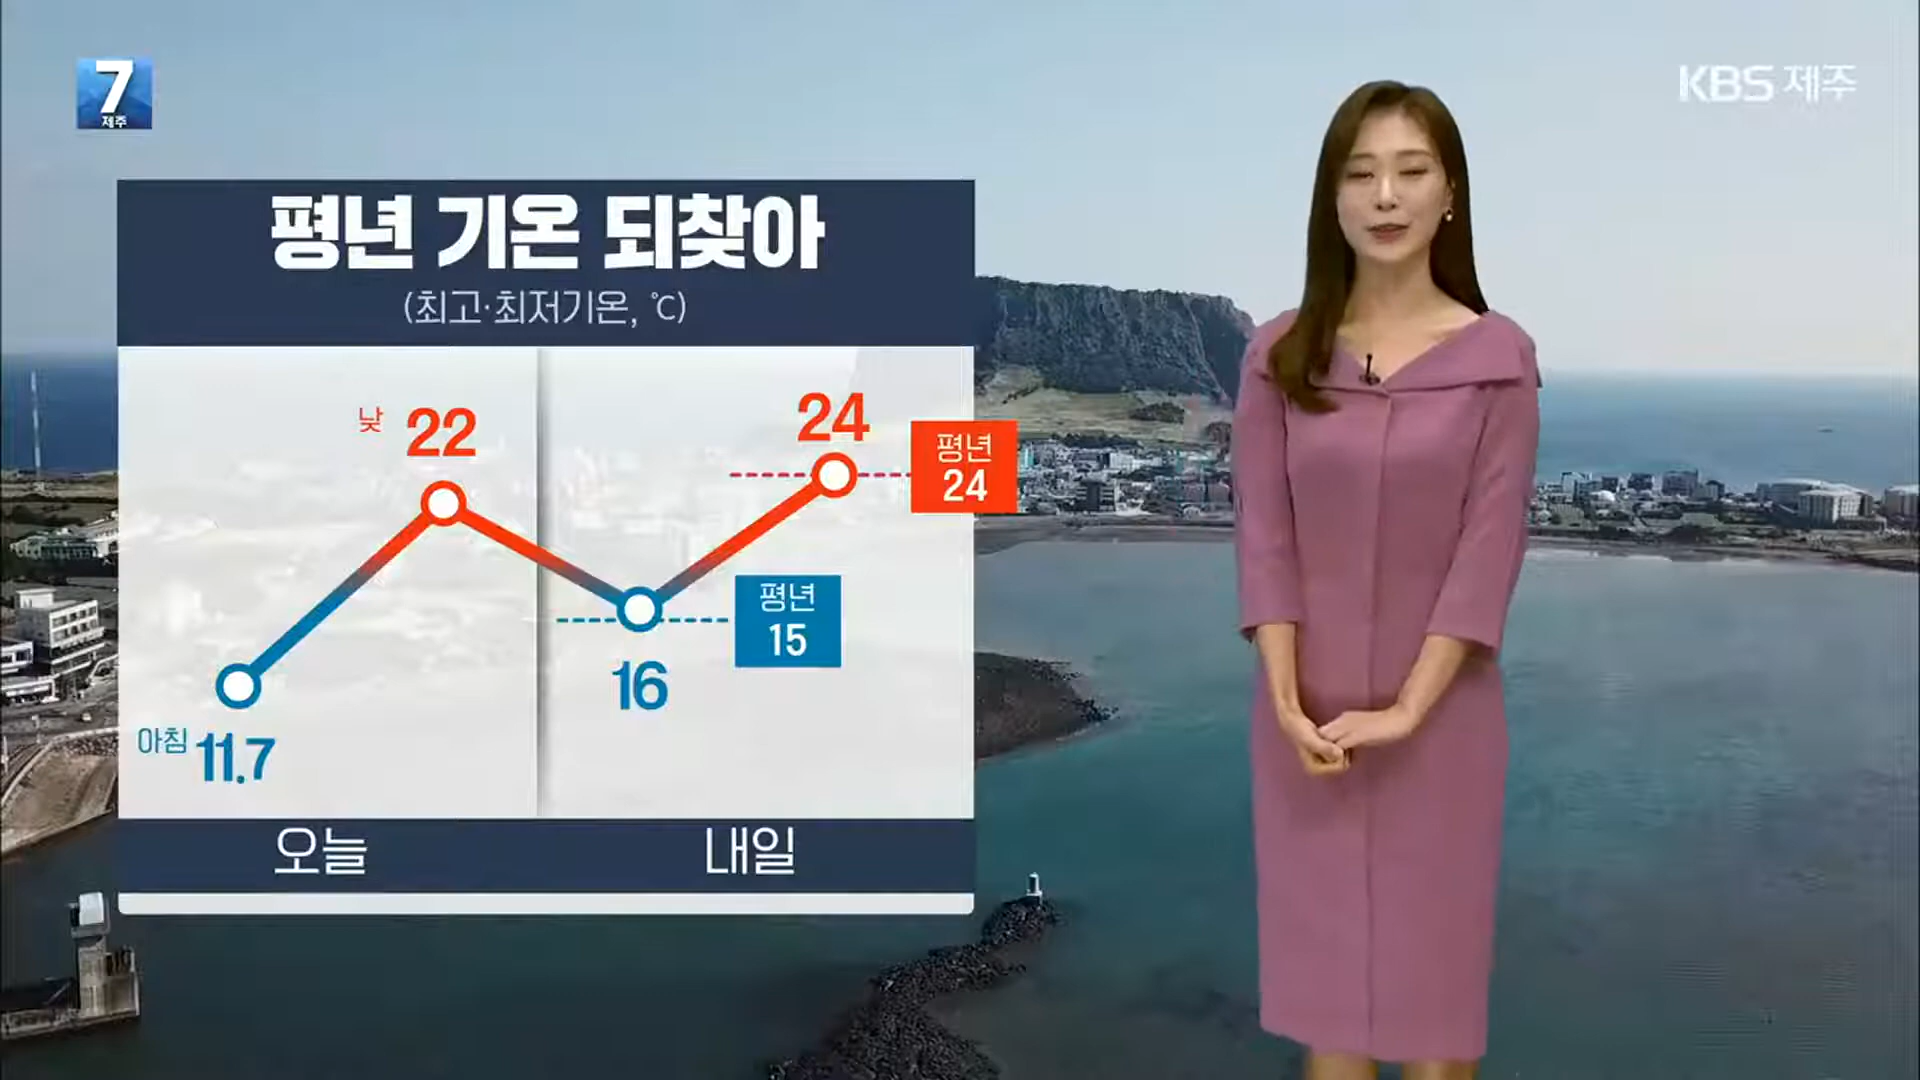 7
제주
KBS 제주
평년 기온 되찾아
(최고·최저기온, ℃)
낮 22
24
평년
24
평년
15
16
아침 11.7
오늘 내일